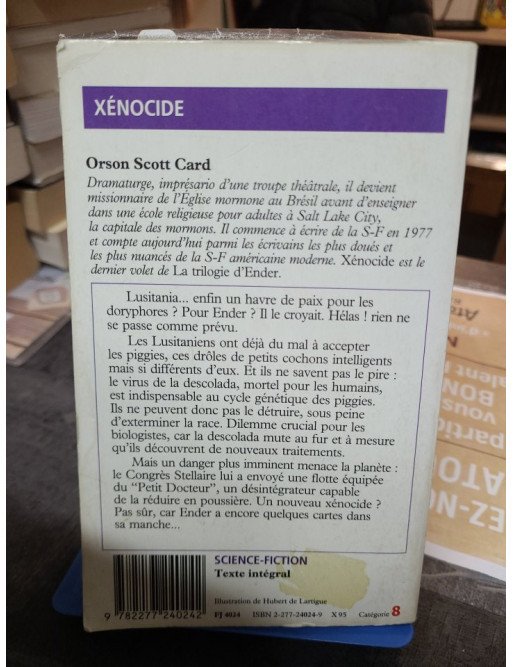 XÉNOCIDE
Orson Scott Card
Dramaturge, imprésario d'une troupe théâtrale, il devient
missionnaire de l'Église mormone au Brésil avant d'enseigner
dans une école religieuse pour adultes à Salt Lake City,
la capitale des mormons. Il commence à écrire de la S-F en 1977
et compte aujourd'hui parmi les écrivains les plus doués et
les plus nuancés de la S-F américaine moderne. Xénocide est le
dernier volet de La trilogie d'Ender.
Lusitania... enfin un havre de paix pour les
doryphores ? Pour Ender ? Il le croyait. Hélas ! rien ne
se passe comme prévu.
Les Lusitaniens ont déjà du mal à accepter
les piggies, ces drôles de petits cochons intelligents
mais si différents d'eux. Et ils ne savent pas le pire :
le virus de la descolada, mortel pour les humains,
est indispensable au cycle génétique des piggies.
Ils ne peuvent donc pas le détruire, sous peine
d'exterminer la race. Dilemme crucial pour les
biologistes, car la descolada mute au fur et à mesure
qu'ils découvrent de nouveaux traitements.
Mais un danger plus imminent menace la planète :
le Congrès Stellaire lui a envoyé une flotte équipée
du "Petit Docteur", un désintégrateur capable
de la réduire en poussière. Un nouveau xénocide ?
Pas sûr, car Ender a encore quelques cartes dans
sa manche...
SCIENCE-FICTION
Texte intégral
Illustration de Hubert de Lartigue
9 782277 240242
FJ 4024 ISBN 2-277-24024-9 X 95 Catégorie 8
particip
vous
BON
alent
EZ-NO
ATO